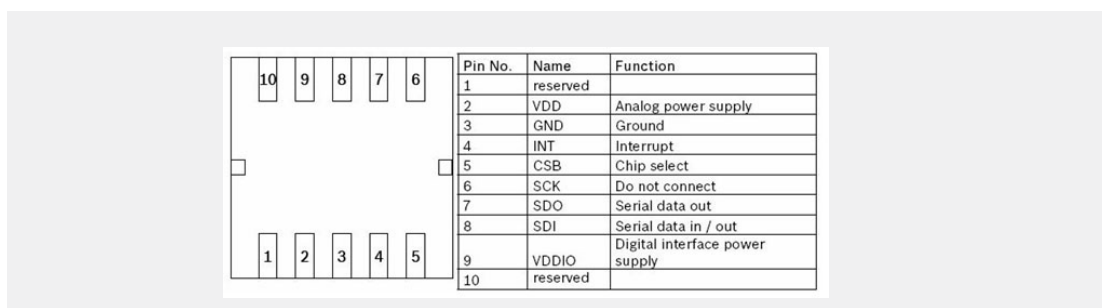 10 9 8 7 6
1 2 3 4 5
Pin No. Name Function
1 reserved
2 VDD Analog power supply
3 GND Ground
4 INT Interrupt
5 CSB Chip select
6 SCK Do not connect
7 SDO Serial data out
8 SDI Serial data in / out
Digital interface power
9 VDDIO supply
10 reserved